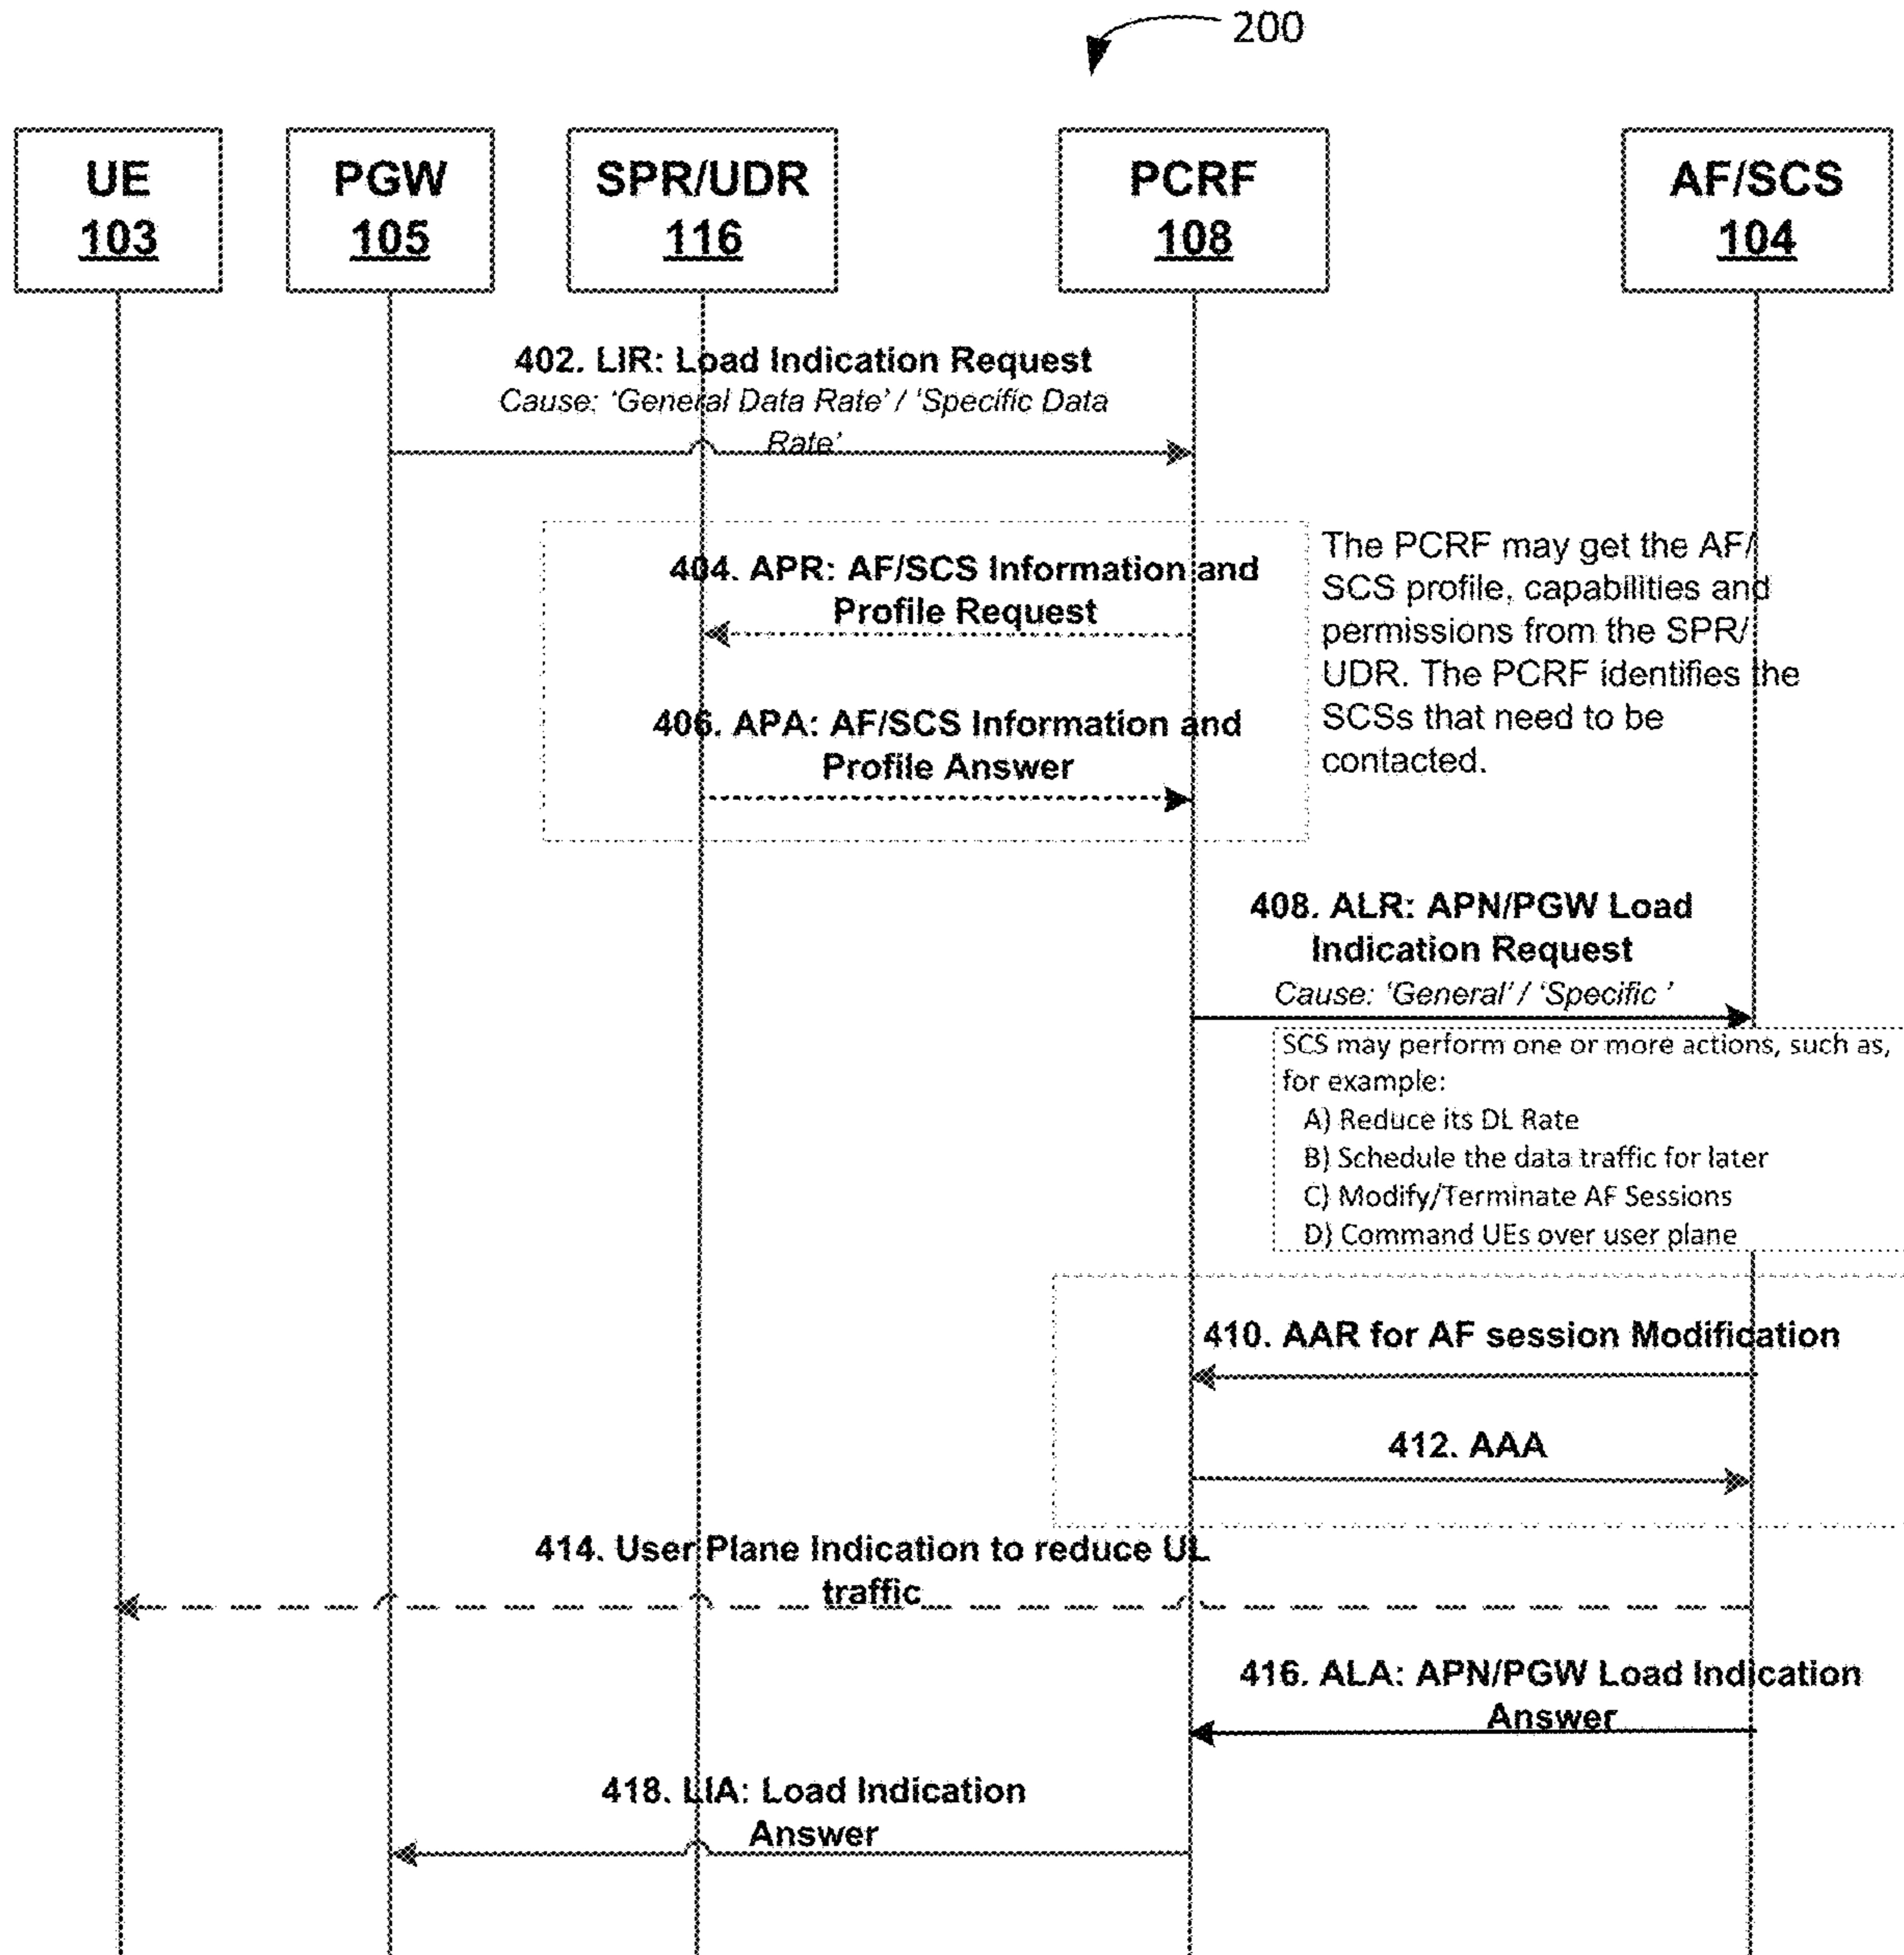 200
UE
103
PGW
105
SPR/UDR
116
PCRF
108
AF/SCS
104
402. LIR: Load Indication Request
Cause: ‘General Data Rate’ / ‘Specific Data
Rate’
404. APR: AF/SCS Information and
Profile Request
The PCRF may get the AF/
SCS profile, capabilities and
permissions from the SPR/
UDR. The PCRF identifies the
SCSs that need to be
contacted.
406. APA: AF/SCS Information and
Profile Answer
408. ALR: APN/PGW Load
Indication Request
Cause: ‘General’ / ‘Specific ’
SCS may perform one or more actions, such as,
for example:
A) Reduce its DL Rate
B) Schedule the data traffic for later
C) Modify/Terminate AF Sessions
D) Command UEs over user plane
410. AAR for AF session Modification
412. AAA
414. User Plane Indication to reduce UL
traffic
416. ALA: APN/PGW Load Indication
Answer
418. LIA: Load Indication
Answer